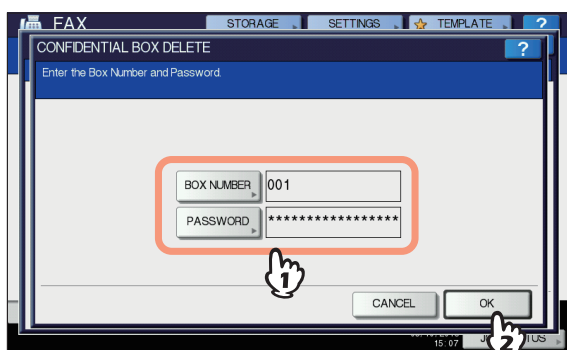 FAX STORAGE SETTINGS TEMPLATE ?
CONFIDENTIAL BOX DELETE ?
Enter the Box Number and Password.
BOX NUMBER 001
PASSWORD *****************
1
CANCEL OK
2
15:07